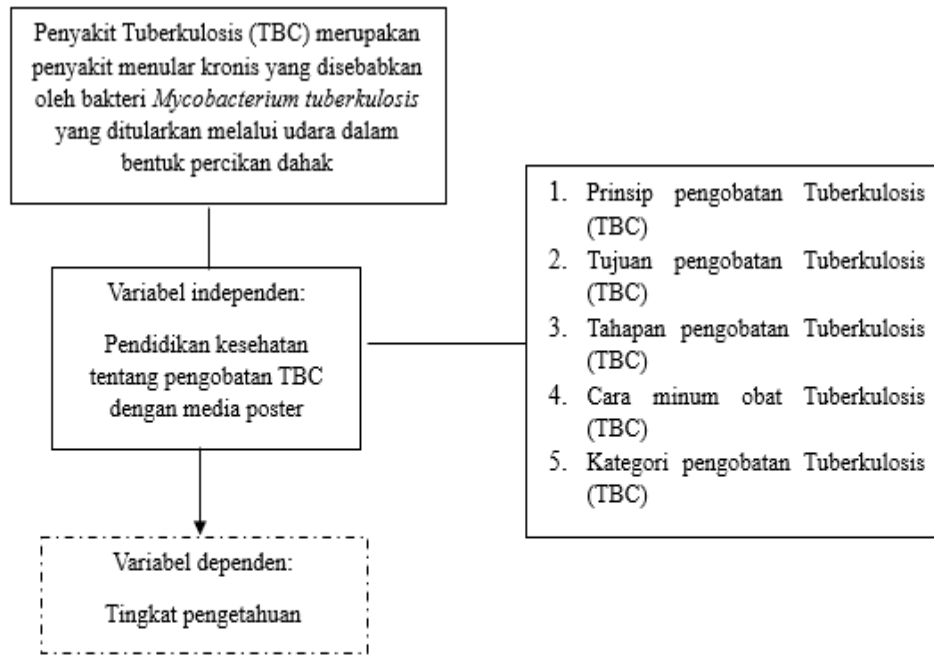 Penyakit Tuberkulosis (TBC) merupakan
penyakit menular kronis yang disebabkan
oleh bakteri Mycobacterium tuberkulosis
yang ditularkan melalui udara dalam
bentuk percikan dahak
Variabel independen:
Pendidikan kesehatan
tentang pengobatan TBC
dengan media poster
1. Prinsip pengobatan Tuberkulosis
(TBC)
2. Tujuan pengobatan Tuberkulosis
(TBC)
3. Tahapan pengobatan Tuberkulosis
(TBC)
4. Cara minum obat Tuberkulosis
(TBC)
5. Kategori pengobatan Tuberkulosis
(TBC)
Variabel dependen:
Tingkat pengetahuan